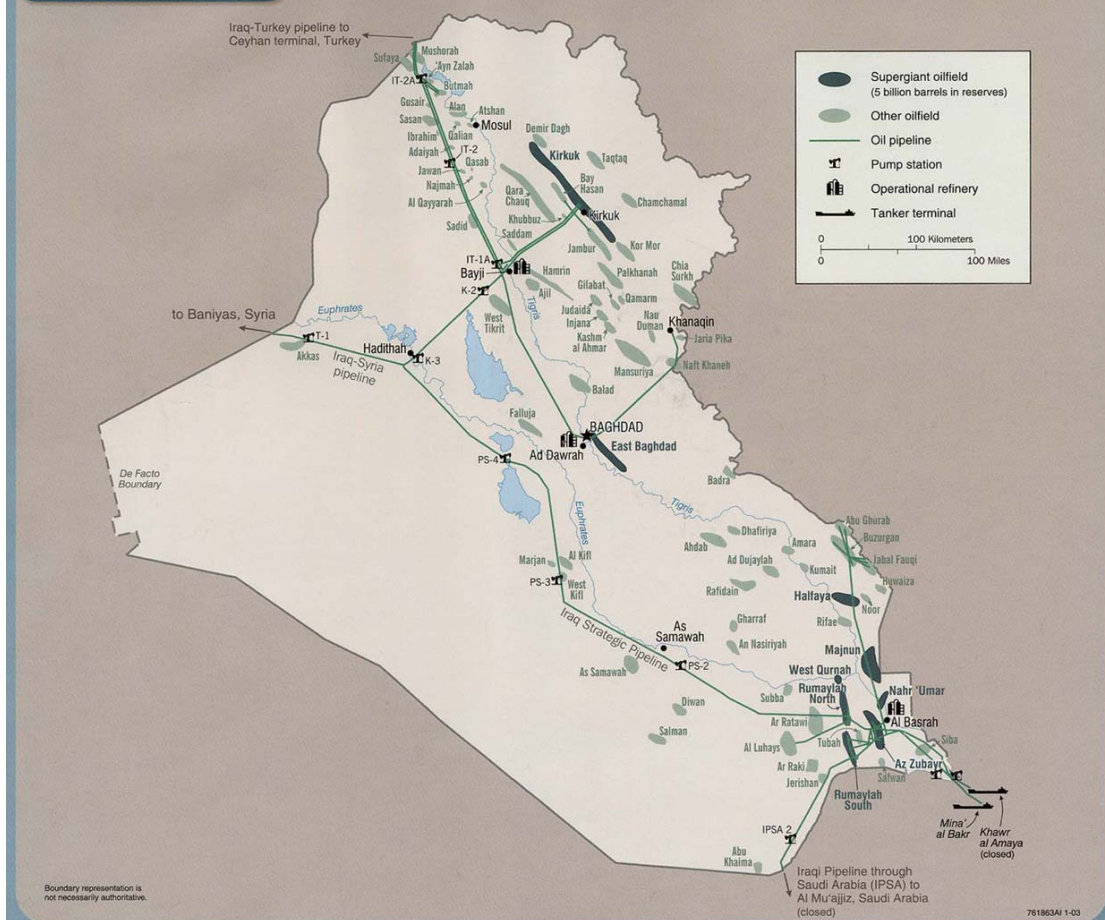 Iraq-Turkey pipeline to
Ceyhan terminal, Turkey
Supergiant oilfield
(5 billion barrels in reserves)
Other oilfield
Oil pipeline
Pump station
Operational refinery
Tanker terminal
0 100 Kilometers
0 100 Miles
Mushorah
Sufaya
'Ayn Zalah
IT-2A
Butmah
Gusair
Alan
Atshan
Sasan
Mosul
Ibrahim
Qalian
Demir Dagh
Adaiyah
IT-2
Kirkuk
Taqtaq
Jawan
Qasab
Najmah
Bay
Hasan
Qara
Chauq
Al Qayyarah
Chamchamal
Khubbuz
Kirkuk
Sadid
Saddam
Jambur
Kor Mor
IT-1A
Bayji
Hamrin
Palkhanah
Chia
Surkh
K-2
Ajil
Gilabat
Qamarm
West
Tikrit
Tigris
Judaida
Injana
Nau
Duman
Khanaqin
Kashm
al Ahmar
Jaria Pika
to Baniyas, Syria
Euphrates
T-1
Akkas
Hadithah
K-3
Iraq-Syria
pipeline
Mansuriya
Naft Khaneh
Balad
Falluja
BAGHDAD
Ad Dawrah
East Baghdad
PS-4
De Facto
Boundary
Badra
Tigris
Euphrates
Abu Ghurab
Dhafiriya
Buzurgan
Ahdab
Amara
Marjan
Al Kifl
Ad Dujaylah
Jabal Fauqi
Kumait
PS-3
West
Kifl
Huwaiza
Rafidain
Halfaya
Noor
Iraq Strategic Pipeline
Gharraf
Rifae
As
Samawah
An Nasiriyah
Majnun
As Samawah
PS-2
West Qurnah
Subba
Rumaylah
North
Nahr 'Umar
Diwan
Ar Ratawi
Al Basrah
Salman
Al Luhays
Tubah
Siba
Ar Raki
Az Zubayr
Jerishan
Safwan
Rumaylah
South
IPSA 2
Mina'
al Bakr
Khawr
al Amaya
(closed)
Abu
Khaima
Iraqi Pipeline through
Saudi Arabia (IPSA) to
Al Mu'ajjiz, Saudi Arabia
(closed)
Boundary representation is
not necessarily authoritative.
761863AI 1-03